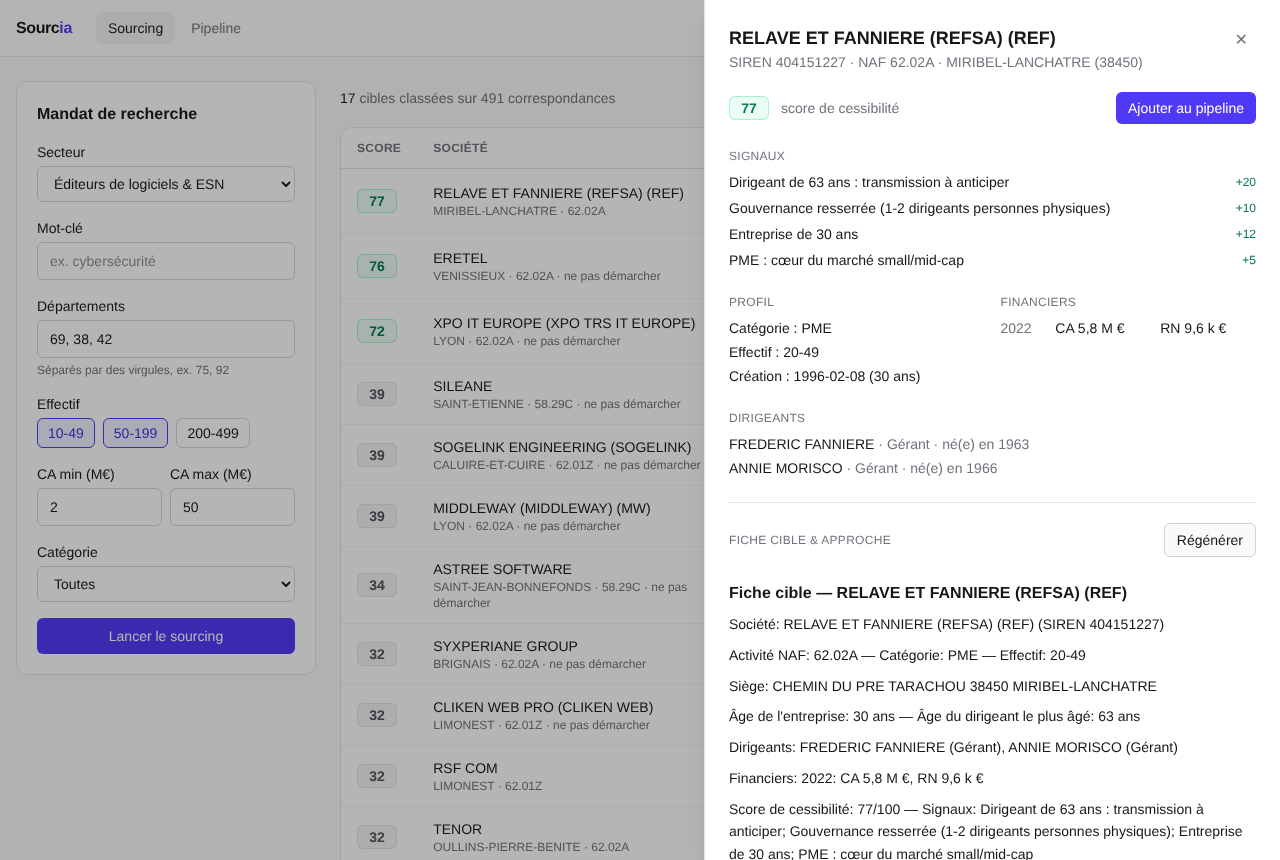 Sourcia
Sourcing
Pipeline
Mandat de recherche
Secteur
Éditeurs de logiciels & ESN
Mot-clé
ex. cybersécurité
Départements
69, 38, 42
Séparés par des virgules, ex. 75, 92
Effectif
10-49
50-199
200-499
CA min (M€)
CA max (M€)
2
50
Catégorie
Toutes
Lancer le sourcing
17 cibles classées sur 491 correspondances
SCORE
SOCIÉTÉ
77
RELAVE ET FANNIERE (REFSA) (REF)
MIRIBEL-LANCHATRE · 62.02A
76
ERETEL
VENISSIEUX · 62.02A · ne pas démarcher
72
XPO IT EUROPE (XPO TRS IT EUROPE)
LYON · 62.02A · ne pas démarcher
39
SILEANE
SAINT-ETIENNE · 58.29C · ne pas démarcher
39
SOGELINK ENGINEERING (SOGELINK)
CALUIRE-ET-CUIRE · 62.01Z · ne pas démarcher
39
MIDDLEWAY (MIDDLEWAY) (MW)
LYON · 62.02A · ne pas démarcher
34
ASTREE SOFTWARE
SAINT-JEAN-BONNEFONDS · 58.29C · ne pas
démarcher
32
SYXPERIANE GROUP
BRIGNAIS · 62.02A · ne pas démarcher
32
CLIKEN WEB PRO (CLIKEN WEB)
LIMONEST · 62.01Z · ne pas démarcher
32
RSF COM
LIMONEST · 62.01Z
32
TENOR
OULLINS-PIERRE-BENITE · 62.02A
RELAVE ET FANNIERE (REFSA) (REF)
✕
SIREN 404151227 · NAF 62.02A · MIRIBEL-LANCHATRE (38450)
77
score de cessibilité
Ajouter au pipeline
SIGNAUX
Dirigeant de 63 ans : transmission à anticiper +20
Gouvernance resserrée (1-2 dirigeants personnes physiques) +10
Entreprise de 30 ans +12
PME : cœur du marché small/mid-cap +5
PROFIL
Catégorie : PME
Effectif : 20-49
Création : 1996-02-08 (30 ans)
FINANCIERS
2022 CA 5,8 M € RN 9,6 k €
DIRIGEANTS
FREDERIC FANNIERE · Gérant · né(e) en 1963
ANNIE MORISCO · Gérant · né(e) en 1966
FICHE CIBLE & APPROCHE
Régénérer
Fiche cible — RELAVE ET FANNIERE (REFSA) (REF)
Société: RELAVE ET FANNIERE (REFSA) (REF) (SIREN 404151227)
Activité NAF: 62.02A — Catégorie: PME — Effectif: 20-49
Siège: CHEMIN DU PRE TARACHOU 38450 MIRIBEL-LANCHATRE
Âge de l'entreprise: 30 ans — Âge du dirigeant le plus âgé: 63 ans
Dirigeants: FREDERIC FANNIERE (Gérant), ANNIE MORISCO (Gérant)
Financiers: 2022: CA 5,8 M €, RN 9,6 k €
Score de cessibilité: 77/100 — Signaux: Dirigeant de 63 ans : transmission à
anticiper; Gouvernance resserrée (1-2 dirigeants personnes physiques); Entreprise
de 30 ans; PME : cœur du marché small/mid-cap